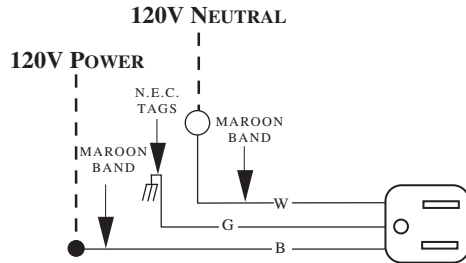 120V NEUTRAL
120V POWER
N.E.C.
TAGS
MAROON
BAND
MAROON
BAND
W
G
B